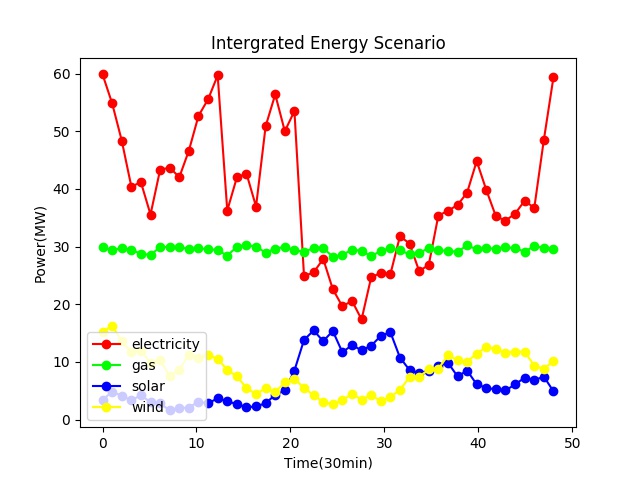 Intergrated Energy Scenario
Power(MW)
60
50
40
30
20
10
0
electricity
gas
solar
wind
0 10 20 30 40 50
Time(30min)